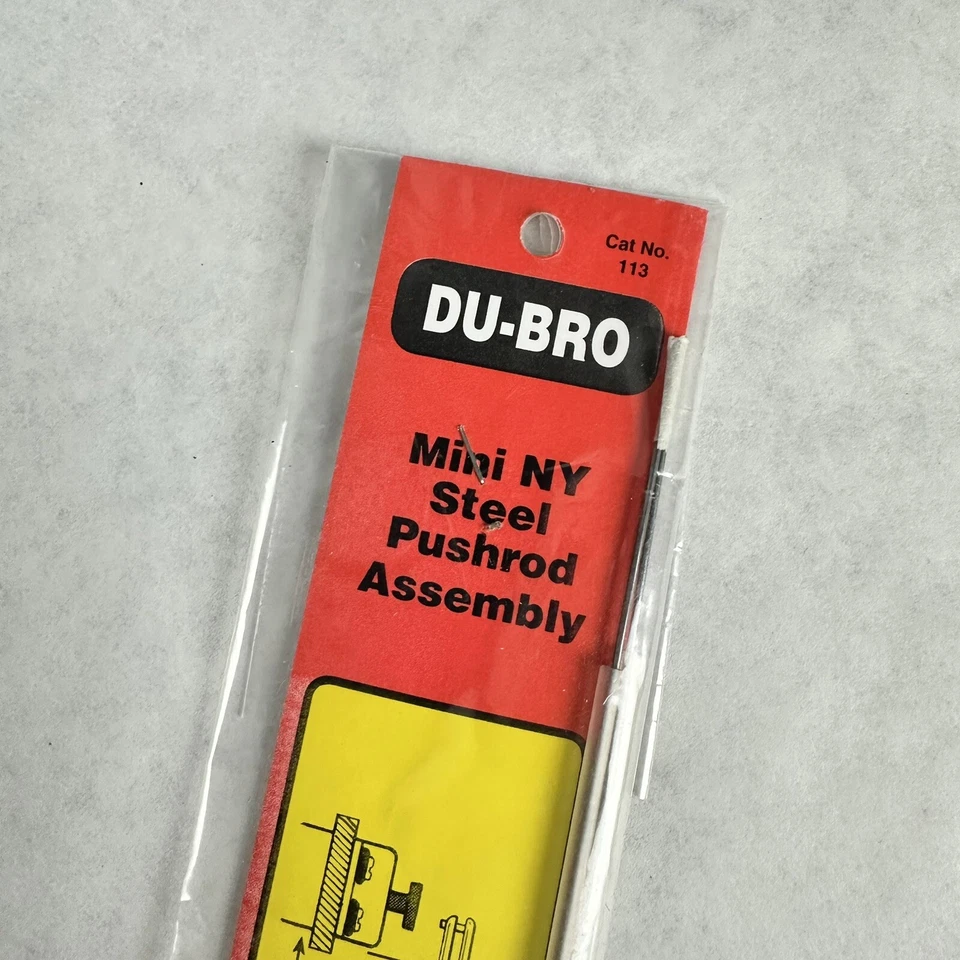 Cat No.
113
DU-BRO
Mini NY
Steel
Pushrod
Assembly